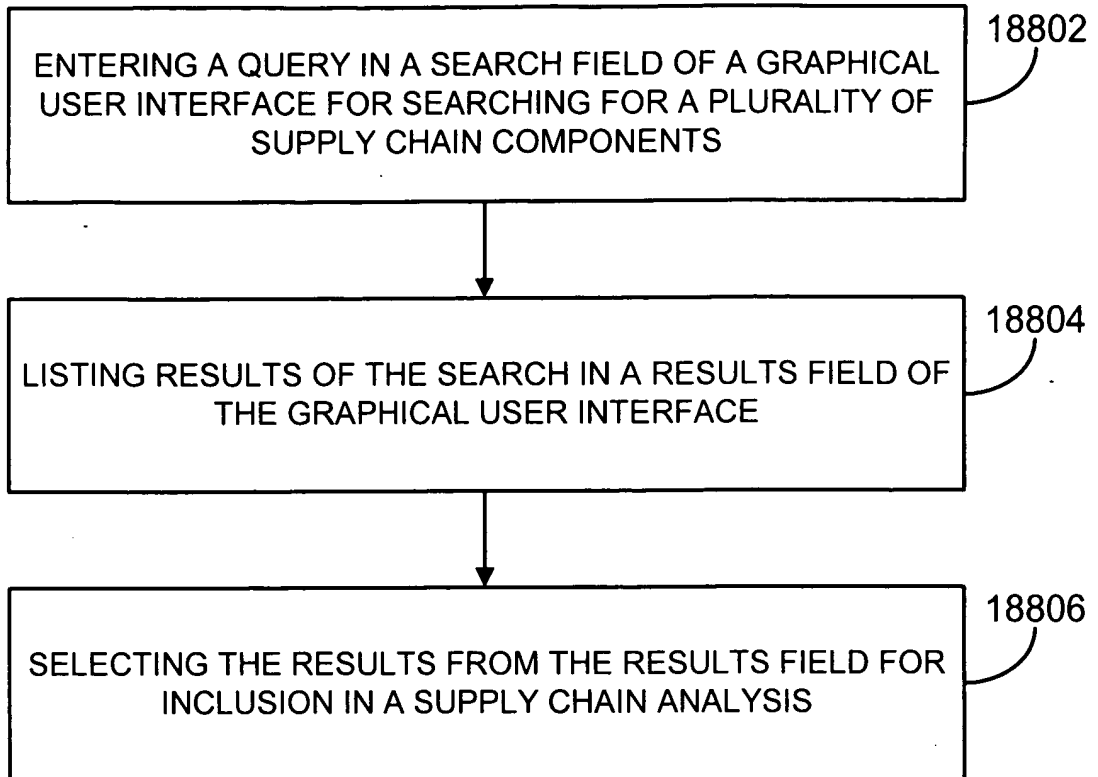 18802
ENTERING A QUERY IN A SEARCH FIELD OF A GRAPHICAL
USER INTERFACE FOR SEARCHING FOR A PLURALITY OF
SUPPLY CHAIN COMPONENTS
18804
LISTING RESULTS OF THE SEARCH IN A RESULTS FIELD OF
THE GRAPHICAL USER INTERFACE
18806
SELECTING THE RESULTS FROM THE RESULTS FIELD FOR
INCLUSION IN A SUPPLY CHAIN ANALYSIS